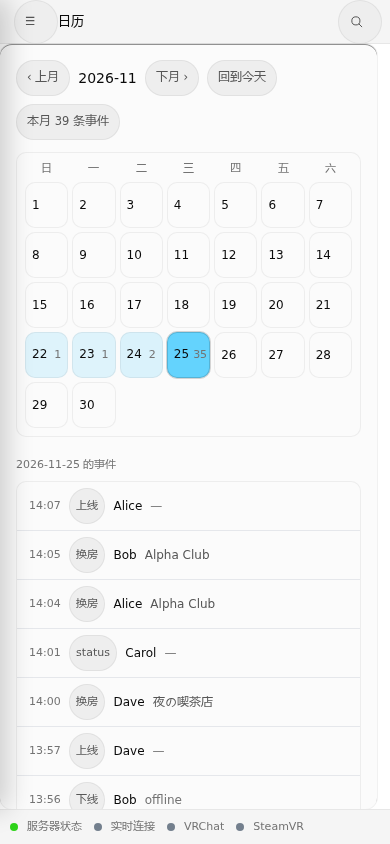 ☰ 日历
‹ 上月 2026-11 下月 › 回到今天
本月 39 条事件
日 一 二 三 四 五 六
1 2 3 4 5 6 7
8 9 10 11 12 13 14
15 16 17 18 19 20 21
22 1 23 1 24 2 25 35 26 27 28
29 30
2026-11-25 的事件
14:07 上线 Alice —
14:05 换房 Bob Alpha Club
14:04 换房 Alice Alpha Club
14:01 status Carol —
14:00 换房 Dave 夜の喫茶店
13:57 上线 Dave —
13:56 下线 Bob offline
服务器状态 实时连接 VRChat SteamVR